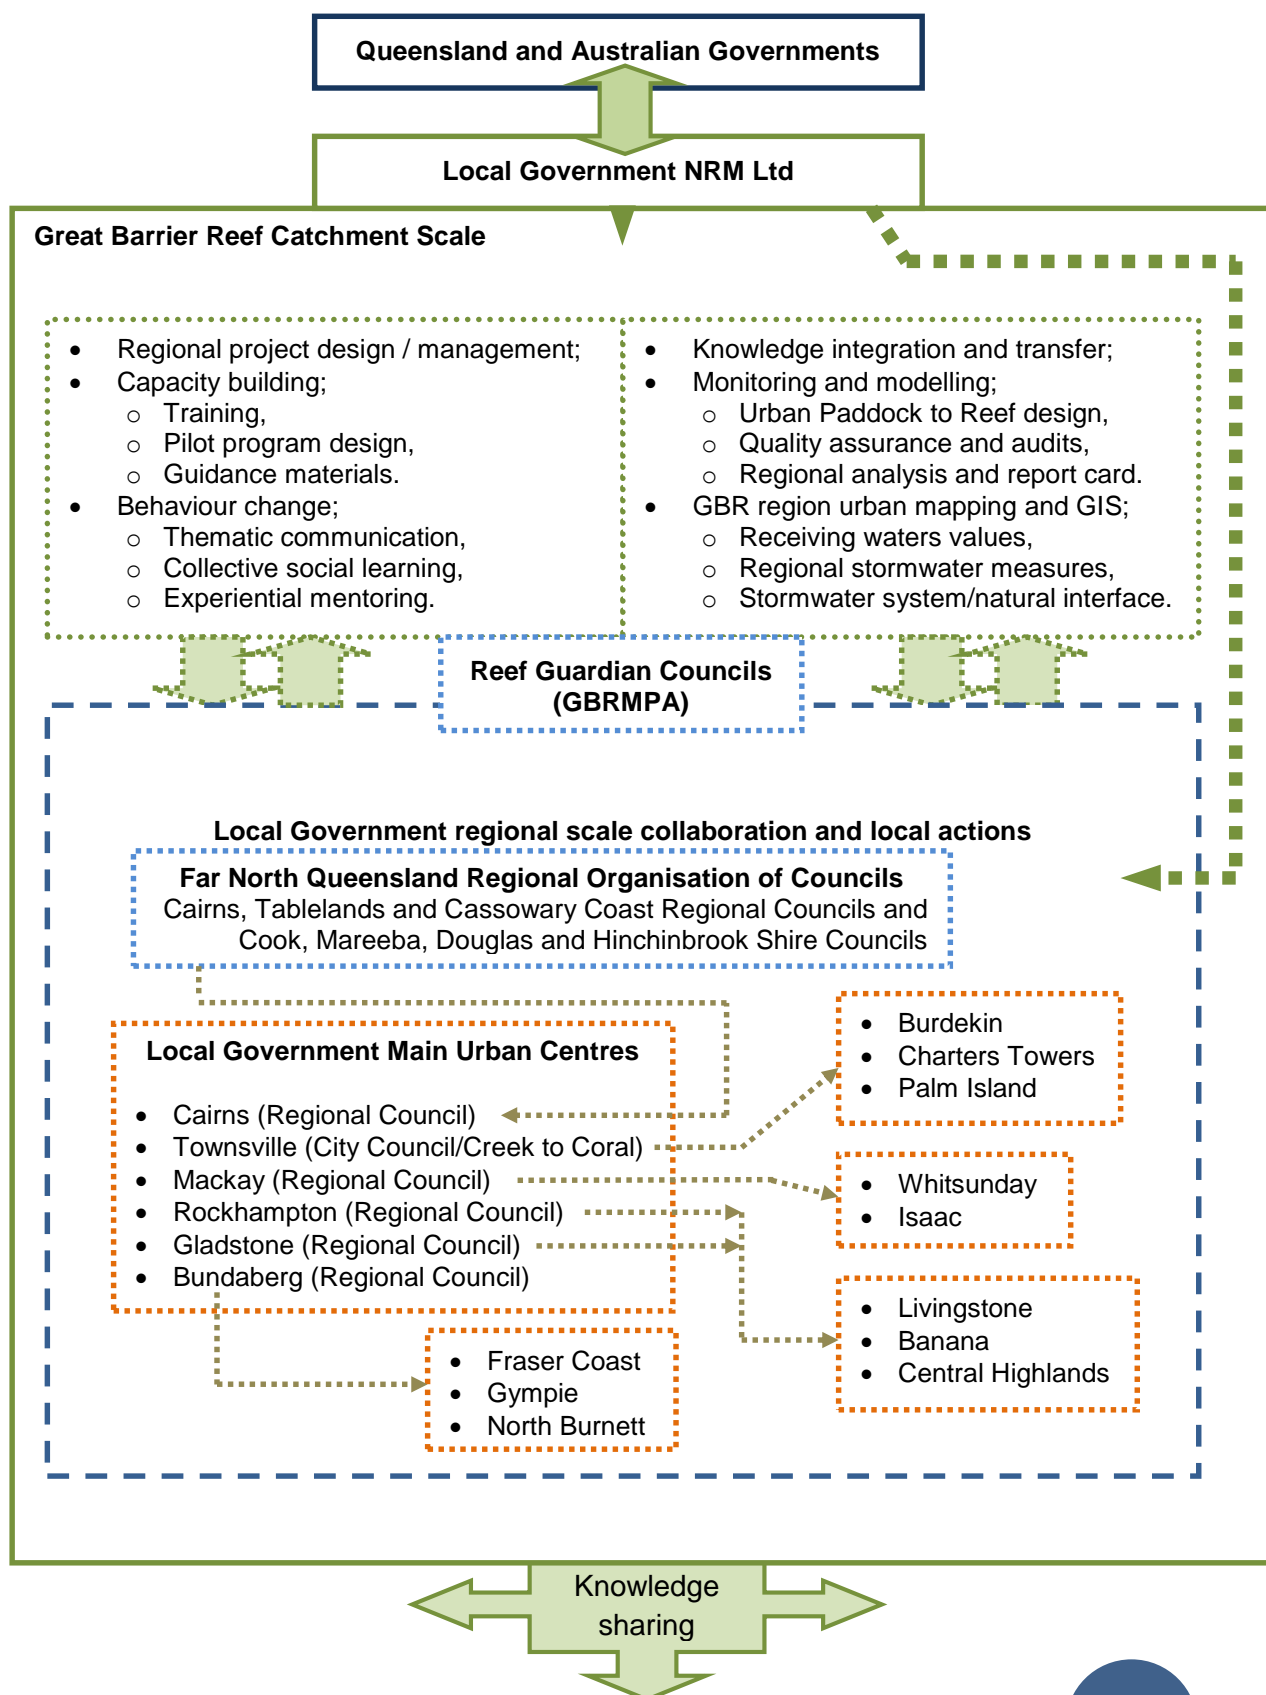 Queensland and Australian Governments
Local Government NRM Ltd
Great Barrier Reef Catchment Scale
• Regional project design / management;
• Capacity building;
o Training,
o Pilot program design,
o Guidance materials.
• Behaviour change;
o Thematic communication,
o Collective social learning,
o Experiential mentoring.
• Knowledge integration and transfer;
• Monitoring and modelling;
o Urban Paddock to Reef design,
o Quality assurance and audits,
o Regional analysis and report card.
• GBR region urban mapping and GIS;
o Receiving waters values,
o Regional stormwater measures,
o Stormwater system/natural interface.
Reef Guardian Councils
(GBRMPA)
Local Government regional scale collaboration and local actions
Far North Queensland Regional Organisation of Councils
Cairns, Tablelands and Cassowary Coast Regional Councils and
Cook, Mareeba, Douglas and Hinchinbrook Shire Councils
Local Government Main Urban Centres
• Cairns (Regional Council)
• Townsville (City Council/Creek to Coral)
• Mackay (Regional Council)
• Rockhampton (Regional Council)
• Gladstone (Regional Council)
• Bundaberg (Regional Council)
• Burdekin
• Charters Towers
• Palm Island
• Whitsunday
• Isaac
• Livingstone
• Banana
• Central Highlands
• Fraser Coast
• Gympie
• North Burnett
Knowledge
sharing